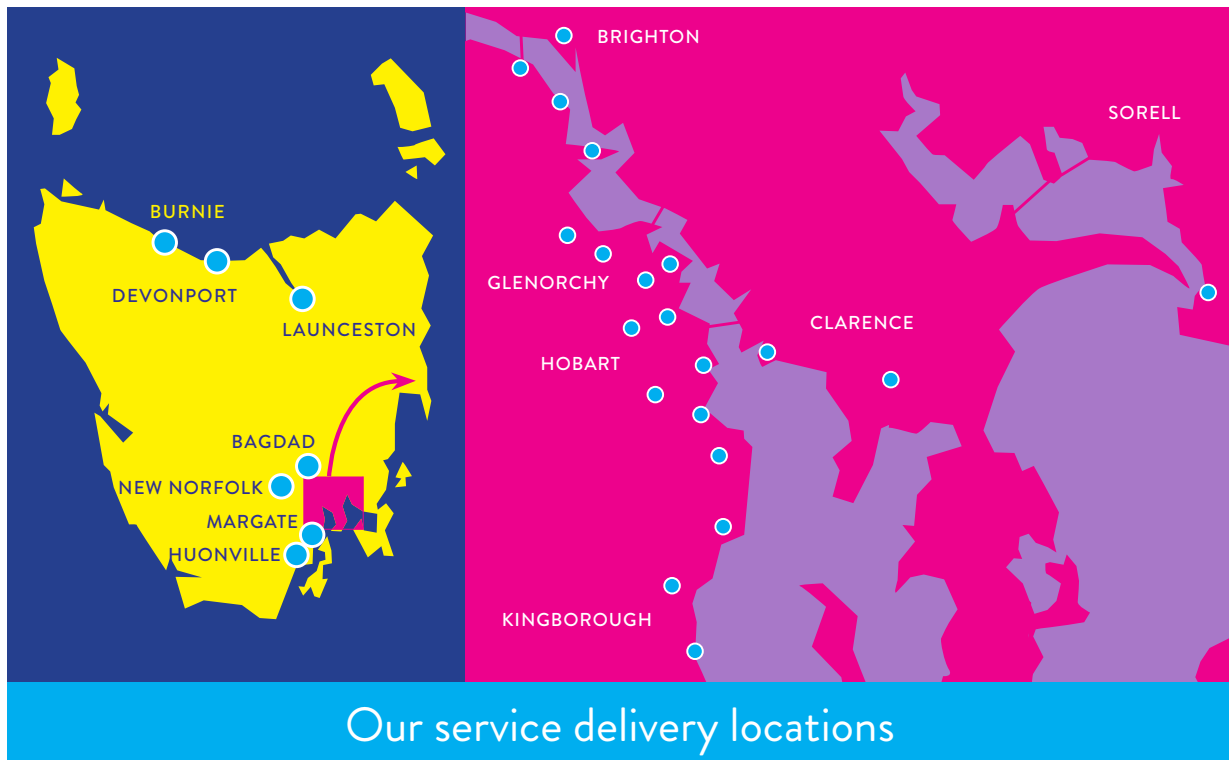 BURNIE
DEVONPORT
LAUNCESTON
BAGDAD
NEW NORFOLK
MARGATE
HUONVILLE
BRIGHTON
SORELL
GLENORCHY
CLARENCE
HOBART
KINGBOROUGH
Our service delivery locations